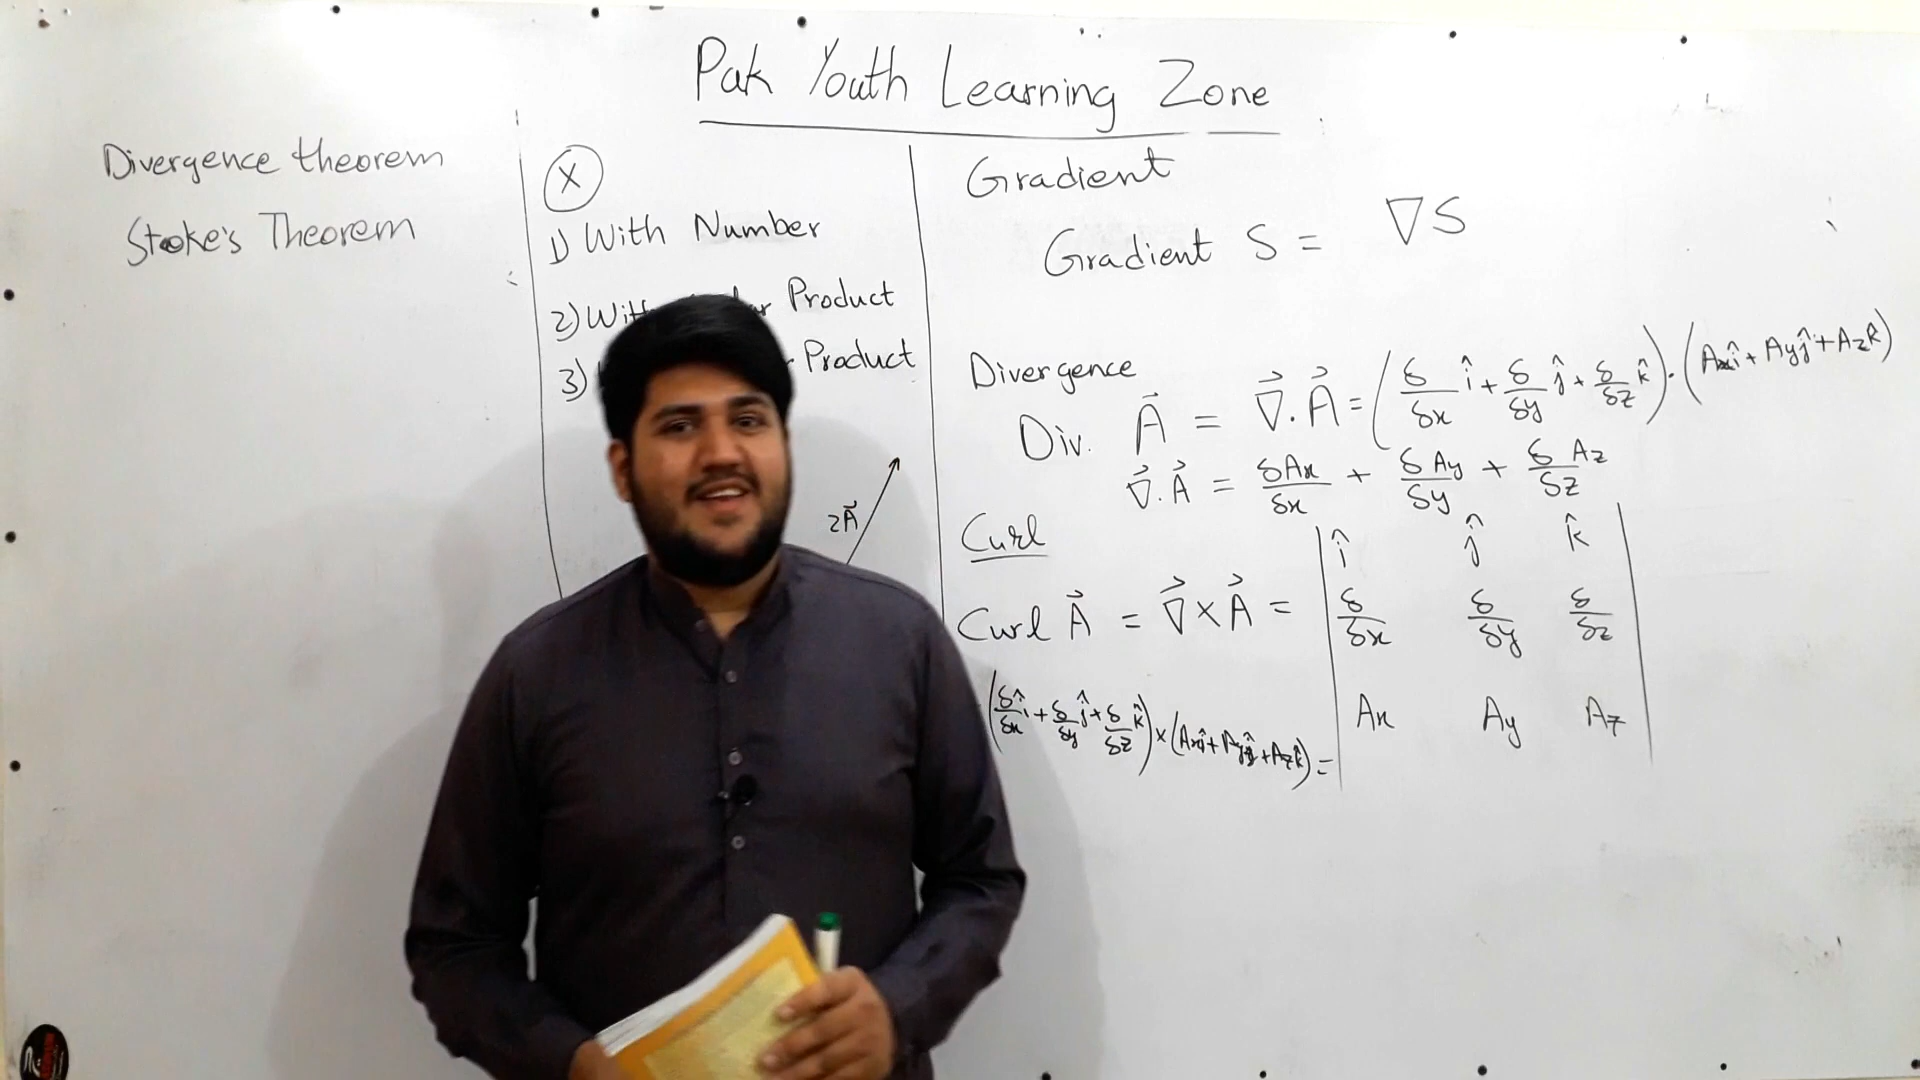 Pak Youth Learning Zone
Divergence theorem
Stoke's Theorem
X
1) With Number
2) With Product
3) Product
2A⃗
Gradient
Gradient S = ∇S
Divergence
Div. A⃗ = ∇⃗.A⃗ = (δ/δx î + δ/δy ĵ + δ/δz k̂).(Axî + Ayĵ + Azk̂)
∇⃗.A⃗ = δAx/δx + δAy/δy + δAz/δz
Curl
Curl A⃗ = ∇⃗×A⃗ =
î ĵ k̂
δ/δx δ/δy δ/δz
Ax Ay Az
(δ/δx î + δ/δy ĵ + δ/δz k̂)×(Axî + Ayĵ + Azk̂) =